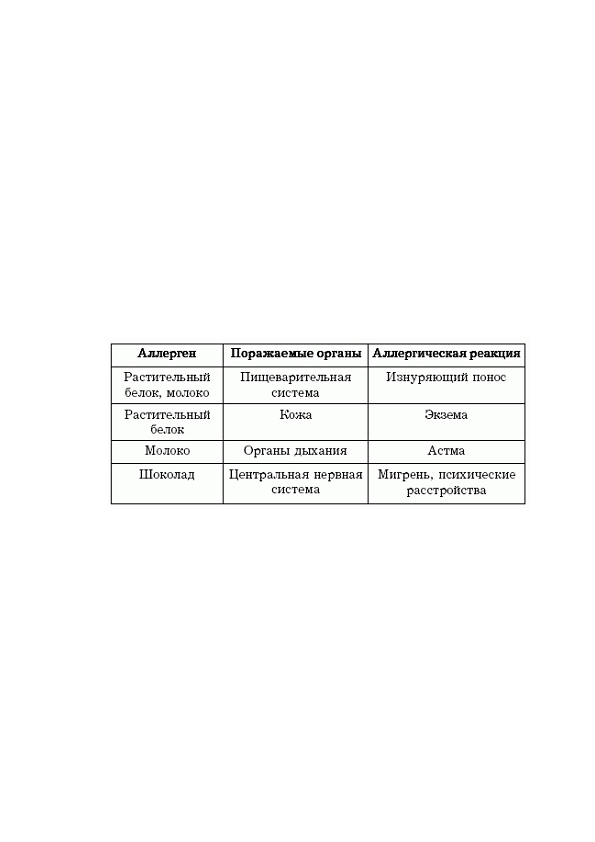 Аллерген Поражаемые органы Аллергическая реакция
Растительный Пищеварительная Изнуряющий понос
белок, молоко система
Растительный Кожа Экзема
белок
Молоко Органы дыхания Астма
Шоколад Центральная нервная Мигрень, психические
система расстройства